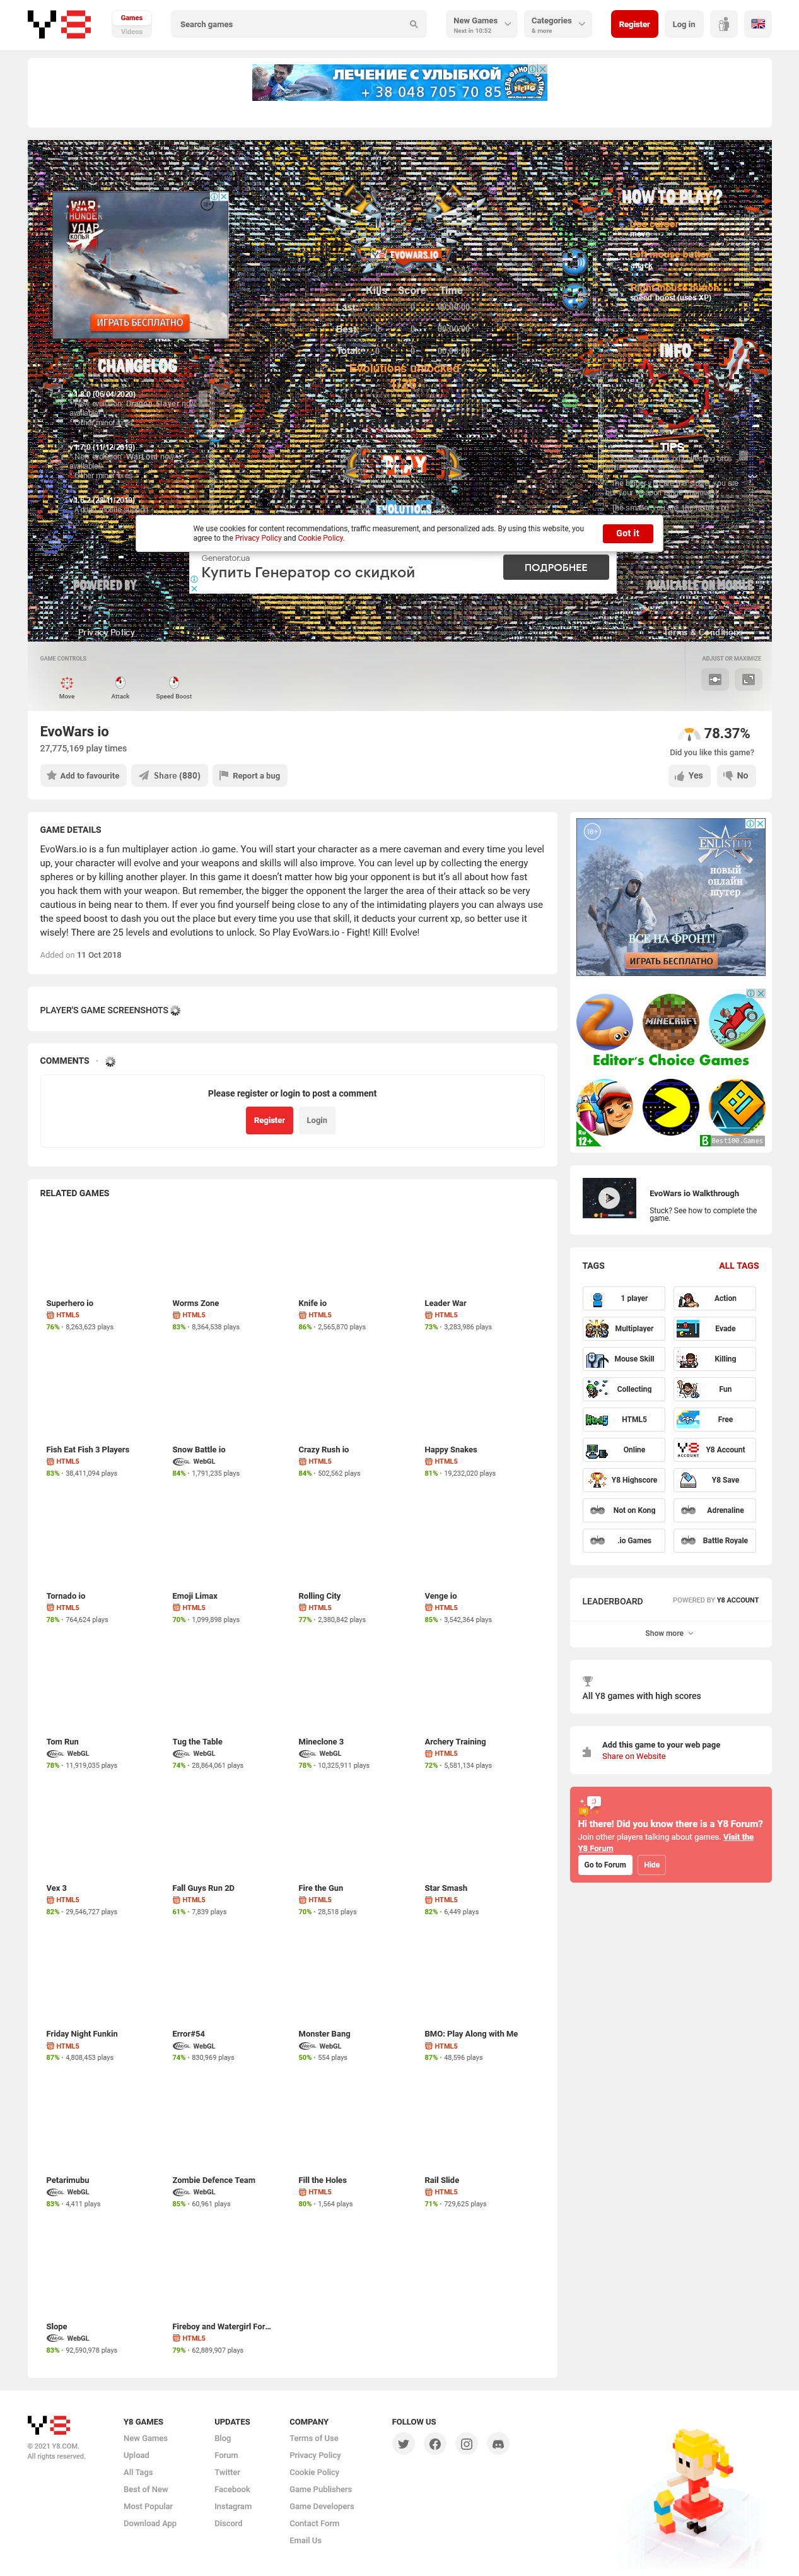 Games
Videos
Search games
New Games
Next in 10:52
Categories
& more
Register
Log in
ЛЕЧЕНИЕ С УЛЫБКОЙ
+ 38 048 705 70 85
WAR THUNDER
УДАР
КОПЬЯ
ИГРАТЬ БЕСПЛАТНО
EVOWARS.IO
Kills Score Time
Last:
Best:
Total:
Evolutions unlocked
PLAY
EVOLUTIONS
HOW TO PLAY?
move
Left mouse button
attack
Right mouse button
speed boost (uses XP)
CHANGELOG
v1.8.0 (06/04/2020)
v1.7.0 (11/12/2019)
INFO
TIPS
We use cookies for content recommendations, traffic measurement, and personalized ads. By using this website, you
agree to the Privacy Policy and Cookie Policy.
Got it
Generator.ua
Купить Генератор со скидкой
ПОДРОБНЕЕ
POWERED BY
AVAILABLE ON MOBILE
Privacy Policy
Terms & Conditions
GAME CONTROLS
Move
Attack
Speed Boost
ADJUST OR MAXIMIZE
EvoWars io
27,775,169 play times
78.37%
Did you like this game?
Add to favourite
Share (880)
Report a bug
Yes
No
GAME DETAILS
EvoWars.io is a fun multiplayer action .io game. You will start your character as a mere caveman and every time you level
up, your character will evolve and your weapons and skills will also improve. You can level up by collecting the energy
spheres or by killing another player. In this game it doesn't matter how big your opponent is but it's all about how fast
you hack them with your weapon. But remember, the bigger the opponent the larger the area of their attack so be very
cautious in being near to them. If ever you find yourself being close to any of the intimidating players you can always use
the speed boost to dash you out the place but every time you use that skill, it deducts your current xp, so better use it
wisely! There are 25 levels and evolutions to unlock. So Play EvoWars.io - Fight! Kill! Evolve!
Added on 11 Oct 2018
PLAYER'S GAME SCREENSHOTS
COMMENTS
Please register or login to post a comment
Register
Login
18+
ENLISTED
НОВЫЙ
ОНЛАЙН
ШУТЕР
ВСЕ НА ФРОНТ!
ИГРАТЬ БЕСПЛАТНО
MINECRAFT
Editor's Choice Games
Ru
12+
B Best100.Games
EvoWars io Walkthrough
Stuck? See how to complete the
game.
TAGS
ALL TAGS
1 player
Action
Multiplayer
Evade
Mouse Skill
Killing
Collecting
Fun
HTML5
Free
Online
Y8 Account
Y8 Highscore
Y8 Save
Not on Kong
Adrenaline
.io Games
Battle Royale
LEADERBOARD
POWERED BY Y8 ACCOUNT
Show more
All Y8 games with high scores
Add this game to your web page
Share on Website
Hi there! Did you know there is a Y8 Forum?
Join other players talking about games. Visit the
Y8 Forum
Go to Forum
Hide
RELATED GAMES
Superhero io
HTML5
76% · 8,263,623 plays
Worms Zone
HTML5
83% · 8,364,538 plays
Knife io
HTML5
86% · 2,565,870 plays
Leader War
HTML5
73% · 3,283,986 plays
Fish Eat Fish 3 Players
HTML5
83% · 38,411,094 plays
Snow Battle io
WebGL
84% · 1,791,235 plays
Crazy Rush io
HTML5
84% · 502,562 plays
Happy Snakes
HTML5
81% · 19,232,020 plays
Tornado io
HTML5
78% · 764,624 plays
Emoji Limax
HTML5
70% · 1,099,898 plays
Rolling City
HTML5
77% · 2,380,842 plays
Venge io
HTML5
85% · 3,542,364 plays
Tom Run
WebGL
78% · 11,919,035 plays
Tug the Table
WebGL
74% · 28,864,061 plays
Mineclone 3
WebGL
78% · 10,325,911 plays
Archery Training
HTML5
72% · 5,581,134 plays
Vex 3
HTML5
82% · 29,546,727 plays
Fall Guys Run 2D
HTML5
61% · 7,839 plays
Fire the Gun
HTML5
70% · 28,518 plays
Star Smash
HTML5
82% · 6,449 plays
Friday Night Funkin
HTML5
87% · 4,808,453 plays
Error#54
WebGL
74% · 830,969 plays
Monster Bang
WebGL
50% · 554 plays
BMO: Play Along with Me
HTML5
87% · 48,596 plays
Petarimubu
WebGL
83% · 4,411 plays
Zombie Defence Team
WebGL
85% · 60,961 plays
Fill the Holes
HTML5
80% · 1,564 plays
Rail Slide
HTML5
71% · 729,625 plays
Slope
WebGL
83% · 92,590,978 plays
Fireboy and Watergirl For...
HTML5
79% · 62,889,907 plays
© 2021 Y8.COM.
All rights reserved.
Y8 GAMES
New Games
Upload
All Tags
Best of New
Most Popular
Download App
UPDATES
Blog
Forum
Twitter
Facebook
Instagram
Discord
COMPANY
Terms of Use
Privacy Policy
Cookie Policy
Game Publishers
Game Developers
Contact Form
Email Us
FOLLOW US